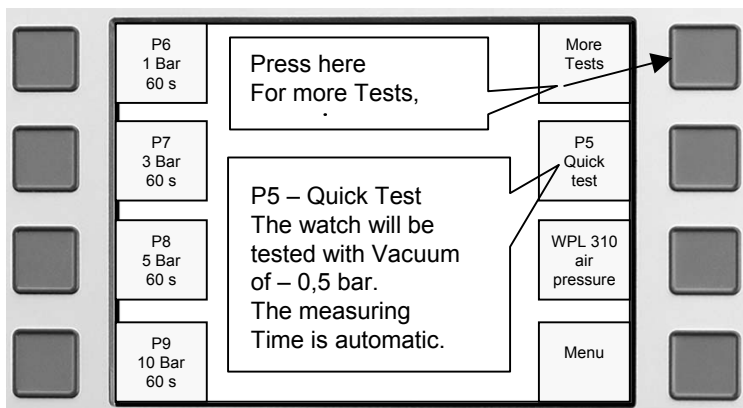 P6
1 Bar
60 s
P7
3 Bar
60 s
P8
5 Bar
60 s
P9
10 Bar
60 s
Press here
For more Tests,
P5 – Quick Test
The watch will be
tested with Vacuum
of – 0,5 bar.
The measuring
Time is automatic.
More
Tests
P5
Quick
test
WPL 310
air
pressure
Menu